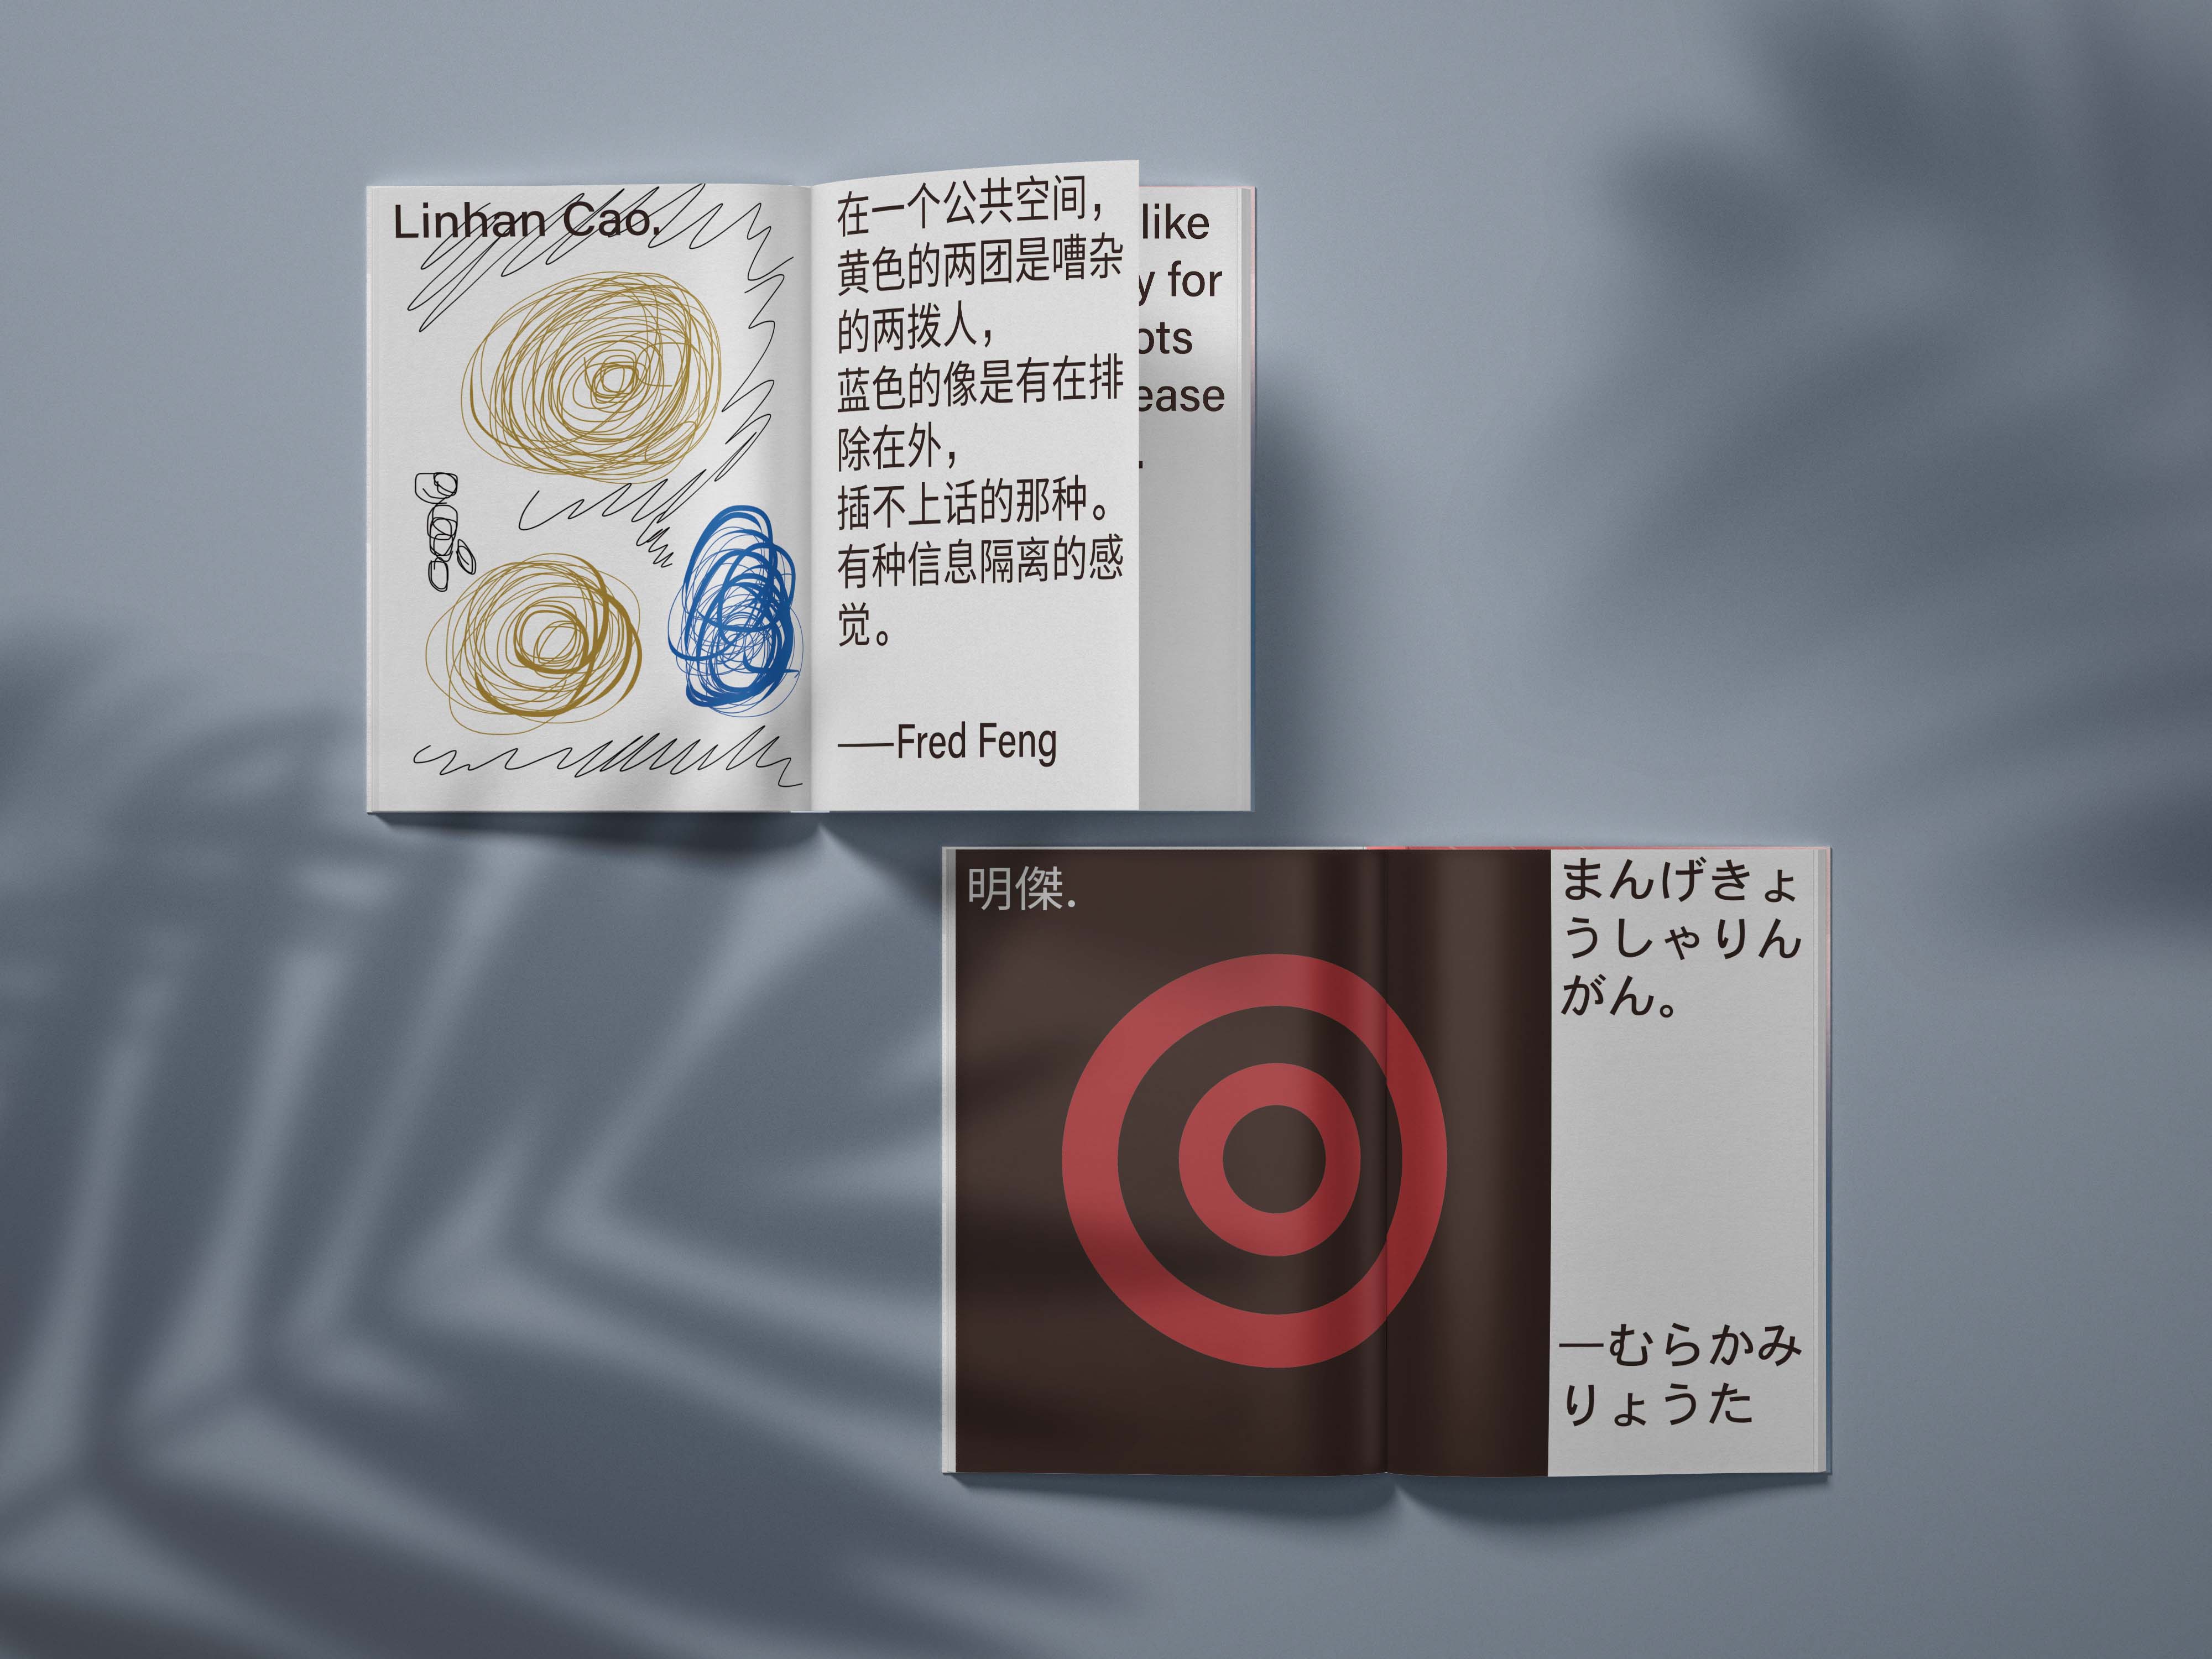 Linhan Cao.
在一个公共空间，
黄色的两团是嘈杂
的两拨人，
蓝色的像是有在排
除在外，
插不上话的那种。
有种信息隔离的感
觉。
——Fred Feng
like
for
明傑.
まんげきょ
うしゃりん
がん。
—むらかみ
りょうた